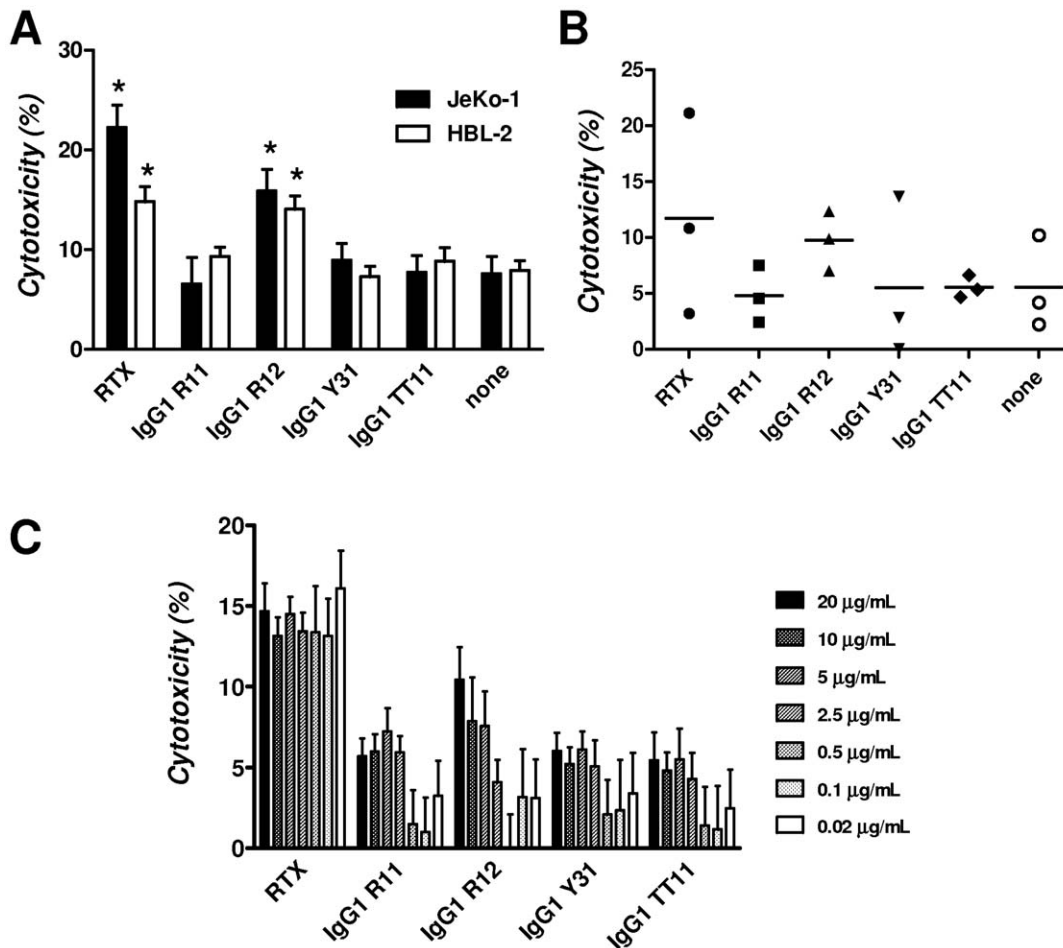 A
Cytotoxicity (%)
30
20
10
0
* * * *
JeKo-1
HBL-2
RTX
IgG1 R11
IgG1 R12
IgG1 Y31
IgG1 TT11
none
B
Cytotoxicity (%)
25
20
15
10
5
0
RTX
IgG1 R11
IgG1 R12
IgG1 Y31
IgG1 TT11
none
C
Cytotoxicity (%)
20
15
10
5
0
RTX
IgG1 R11
IgG1 R12
IgG1 Y31
IgG1 TT11
20 µg/mL
10 µg/mL
5 µg/mL
2.5 µg/mL
0.5 µg/mL
0.1 µg/mL
0.02 µg/mL